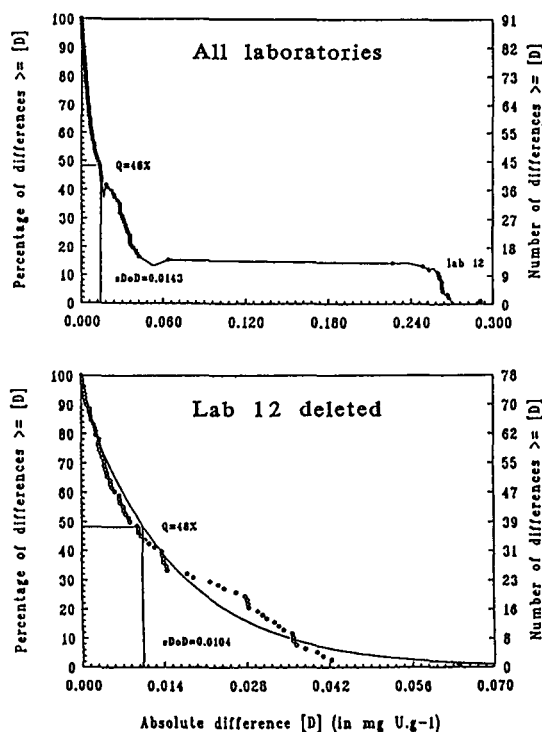 All laboratories
Percentage of differences >= [D]
Number of differences >= [D]
100 91
90 82
80 73
70 64
60 55
50 45
40 36
30 27
20 18
10 9
0 0
Q=48%
lab 12
sDoD=0.0143
0.000 0.060 0.120 0.180 0.240 0.300
Lab 12 deleted
Percentage of differences >= [D]
Number of differences >= [D]
100 78
90 70
80 62
70 55
60 47
50 39
40 31
30 23
20 16
10 8
0 0
Q=48%
sDoD=0.0104
0.000 0.014 0.028 0.042 0.056 0.070
Absolute difference [D] (in mg U.g-1)